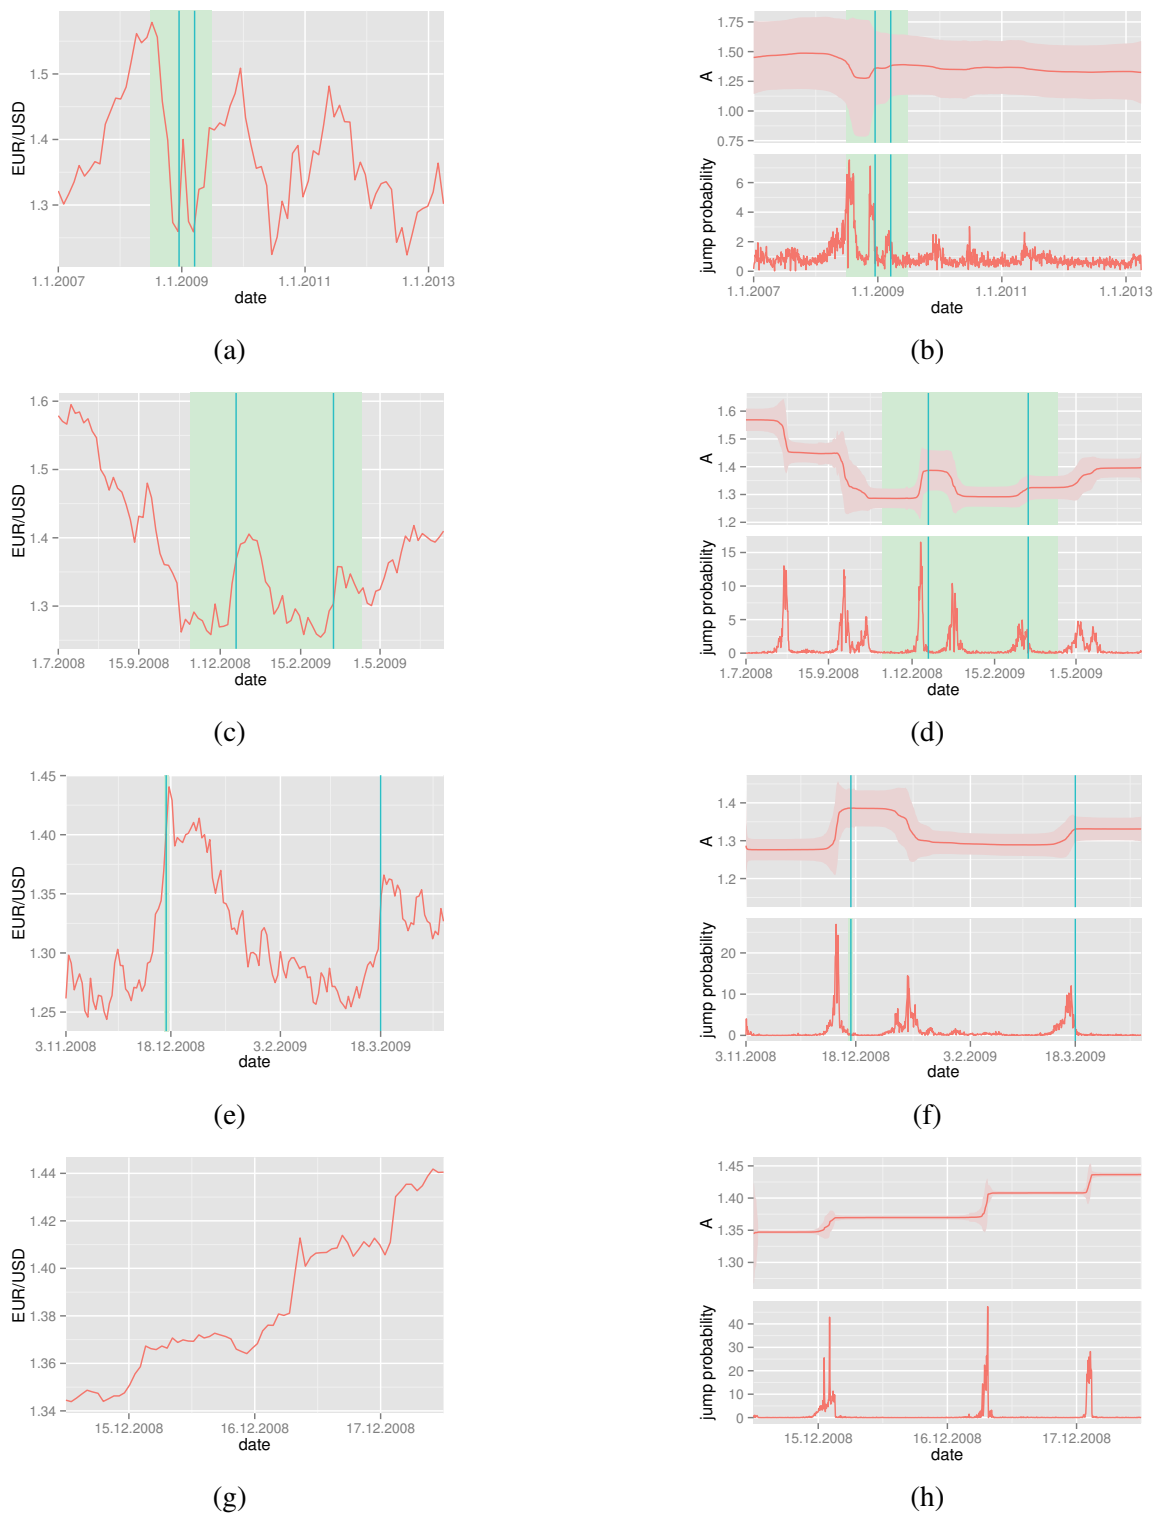 EUR/USD
1.5
1.4
1.3
1.1.2007
1.1.2009
1.1.2011
1.1.2013
date
(a)
A
1.75
1.50
1.25
1.00
0.75
jump probability
6
4
2
0
1.1.2007
1.1.2009
1.1.2011
1.1.2013
date
(b)
EUR/USD
1.6
1.5
1.4
1.3
1.7.2008
15.9.2008
1.12.2008
15.2.2009
1.5.2009
date
(c)
A
1.6
1.5
1.4
1.3
1.2
jump probability
15
10
5
0
1.7.2008
15.9.2008
1.12.2008
15.2.2009
1.5.2009
date
(d)
EUR/USD
1.45
1.40
1.35
1.30
1.25
3.11.2008
18.12.2008
3.2.2009
18.3.2009
date
(e)
A
1.4
1.3
1.2
jump probability
20
10
0
3.11.2008
18.12.2008
3.2.2009
18.3.2009
date
(f)
EUR/USD
1.44
1.42
1.40
1.38
1.36
1.34
15.12.2008
16.12.2008
17.12.2008
date
(g)
A
1.45
1.40
1.35
1.30
jump probability
40
30
20
10
0
15.12.2008
16.12.2008
17.12.2008
date
(h)